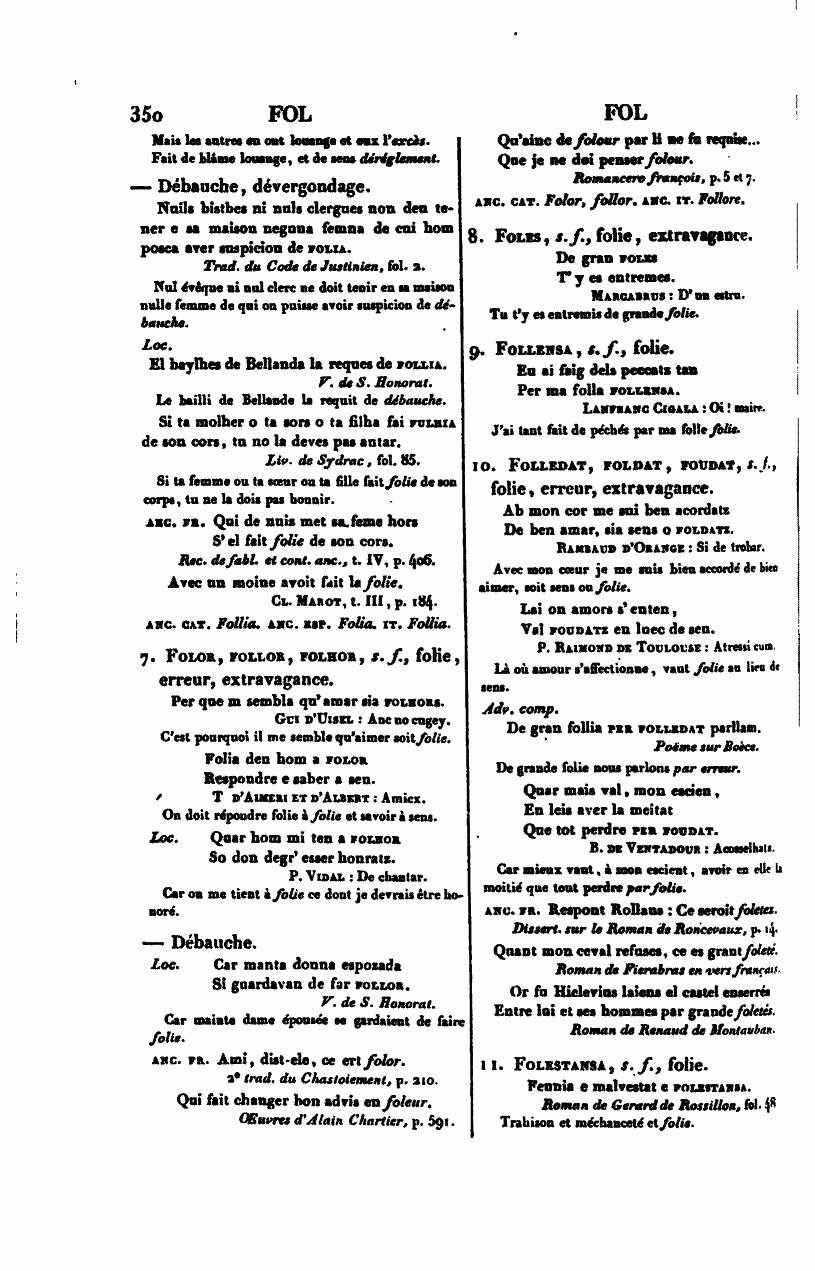 350 FOL
Mais les autres en ont louange et eux l'excès.
Fait de blâme louange, et de sens dérèglement.
— Débauche, dévergondage.
Nuils bistbes ni nuls clergues non deu te-
ner e sa maison neguna femna de cui hom
posca aver suspicion de FOLIA.
Trad. du Code de Justinien, fol. 2.
Nul évêque ni nul clerc ne doit tenir en sa maison
nulle femme de qui on puisse avoir suspicion de dé-
bauche.
Loc.
El baylhes de Bellanda la reques de FOLLIA.
V. de S. Honorat.
Le bailli de Bellande la requit de débauche.
Si ta molher o ta sors o ta filha fai FULHIA
de son cors, tu no la deves pas antar.
Liv. de Sydrac, fol. 85.
Si ta femme ou ta sœur ou ta fille fait folie de son
corps, tu ne la dois pas honnir.
ANC. FR. Qui de nuis met sa feme hors
S'el fait folie de son cors.
Rec. de fabl. et cont. anc., t. IV, p. 406.
Avec un moine avoit fait la folie.
CL. MAROT, t. III, p. 184.
ANC. CAT. Follia. ANC. ESP. Folia. IT. Follia.
7. FOLOR, FOLLOR, FOLHOR, s. f., folie,
erreur, extravagance.
Per que m sembla qu'amar sia FOLHORS.
GUI D'UISEL : Anc no cugey.
C'est pourquoi il me semble qu'aimer soit folie.
Folia deu hom a FOLOR
Respondre e saber a sen.
T D'AIMERI ET D'ALBERT : Amicx.
On doit répoudre folie à folie et savoir à sens.
Loc. Quar hom mi ten a FOLHOR
So don degr' esser honratz.
P. VIDAL : De chantar.
Car on me tient à folie ce dont je devrais être ho-
noré.
— Débauche.
Loc. Car manta donna espozada
Si guardavan de far FOLLOR.
V. de S. Honorat.
Car mainte dame épousée se gardaient de faire
folie.
ANC. FR. Ami, dist-ele, ce ert folor.
2e trad. du Chastoiement, p. 210.
Qui fait changer bon advis en foleur.
Œuvres d'Alain Chartier, p. 591.
FOL
Qu'ainc de folour par li ne fu requise...
Que je ne doi penser folour.
Romancero françois, p. 5 et 7.
ANC. CAT. Folor, follor. ANC. IT. Follore.
8. FOLES, s. f., folie, extravagance.
De gran FOLES
T'y es entremes.
MARCABRUS : D'un estru.
Tu t'y es entremis de grande folie.
9. FOLLENSA, s. f., folie.
Eu ai faig dels peccatz tan
Per ma folla FOLLENSA.
LANFRANC CIGALA : Oi ! maire.
J'ai tant fait de péchés par ma folle folie.
10. FOLLEDAT, FOLDAT, FOUDAT, s. f.,
folie, erreur, extravagance.
Ab mon cor me sui ben acordatz
De ben amar, sia sens o FOLDATZ.
RAMBAUD D'ORANGE : Si de trobar.
Avec mon cœur je me suis bien accordé de bien
aimer, soit sens ou folie.
Lai on amors s'enten,
Val FOUDATZ en luec de sen.
P. RAIMOND DE TOULOUSE : Atressi cum.
Là où amour s'affectionne, vaut folie au lieu de
sens.
Adv. comp.
De gran follia PER FOLLEDAT parllam.
Poëme sur Boèce.
De grande folie nous parlons par erreur.
Quar mais val, mon escien,
En leis aver la meitat
Que tot perdre PER FOUDAT.
B. DE VENTADOUR : Acosselhatz.
Car mieux vaut, à mon escient, avoir en elle la
moitié que tout perdre par folie.
ANC. FR. Respont Rollans : Ce seroit foletez.
Dissert. sur le Roman de Roncevaux, p. 14.
Quant mon ceval refuses, ce es grant foleté.
Roman de Fierabras en vers français.
Or fu Hielevins laiens el castel enserrés
Entre lui et ses hommes par grande foletés.
Roman de Renaud de Montauban.
11. FOLESTANSA, s. f., folie.
Feunia e malvestat e FOLESTANSA.
Roman de Gerard de Rossillon, fol. 48
Trahison et méchanceté et folie.